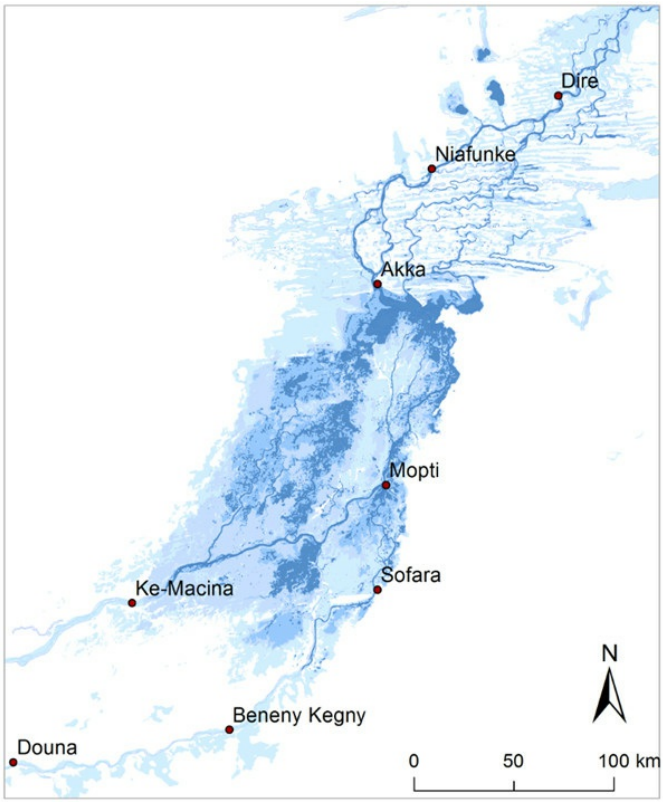 Dire
Niafunke
Akka
Mopti
Sofara
Ke-Macina
N
Beneny Kegny
Douna
0 50 100 km